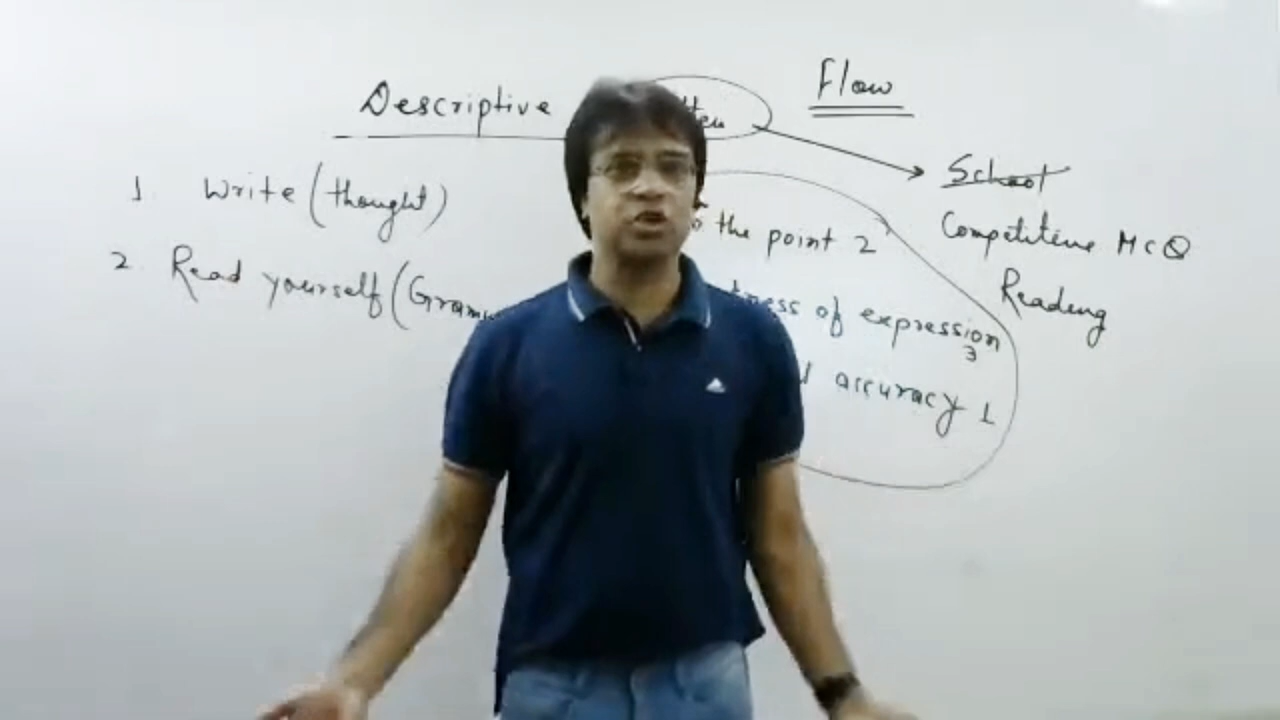 Descriptive
Flow
1 Write (thought)
2 Read yourself (
the point 2
of expression
3
accuracy 1
School
Competitive McQ
Reading